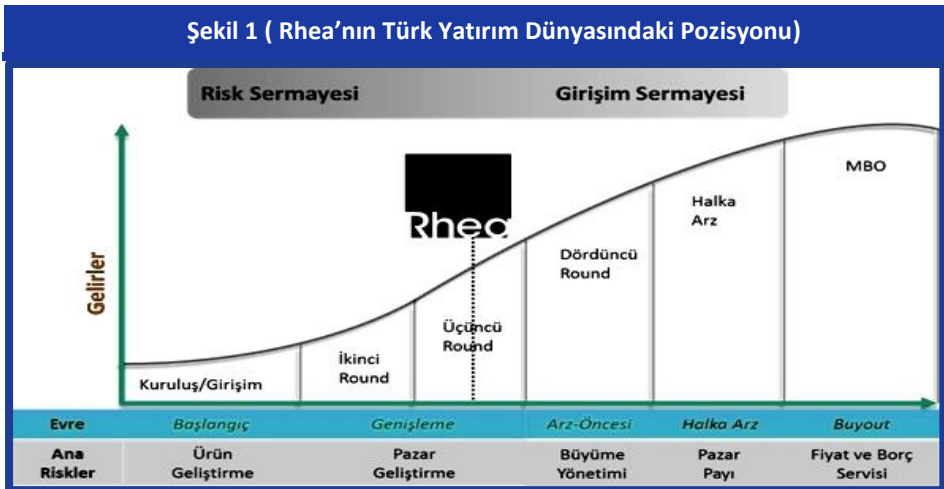 Şekil 1 ( Rhea’nın Türk Yatırım Dünyasındaki Pozisyonu)
Risk Sermayesi Girişim Sermayesi
MBO
Halka
Arz
Rhea
Dördüncü
Round
Gelirler
Üçüncü
Round
İkinci
Round
Kuruluş/Girişim
Evre Başlangıç Genişleme Arz-Öncesi Halka Arz Buyout
Ana Riskler
Ürün Geliştirme
Pazar Geliştirme
Büyüme Yönetimi
Pazar Payı
Fiyat ve Borç Servisi